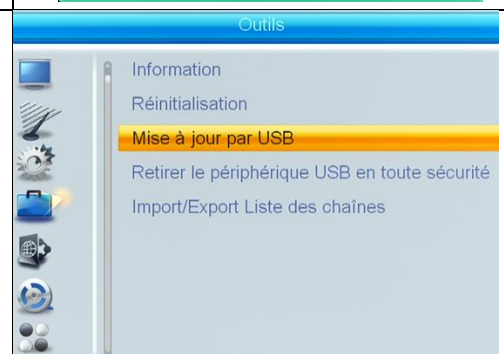 Outils
Information
Réinitialisation
Mise à jour par USB
Retirer le périphérique USB en toute sécurité
Import/Export Liste des chaînes